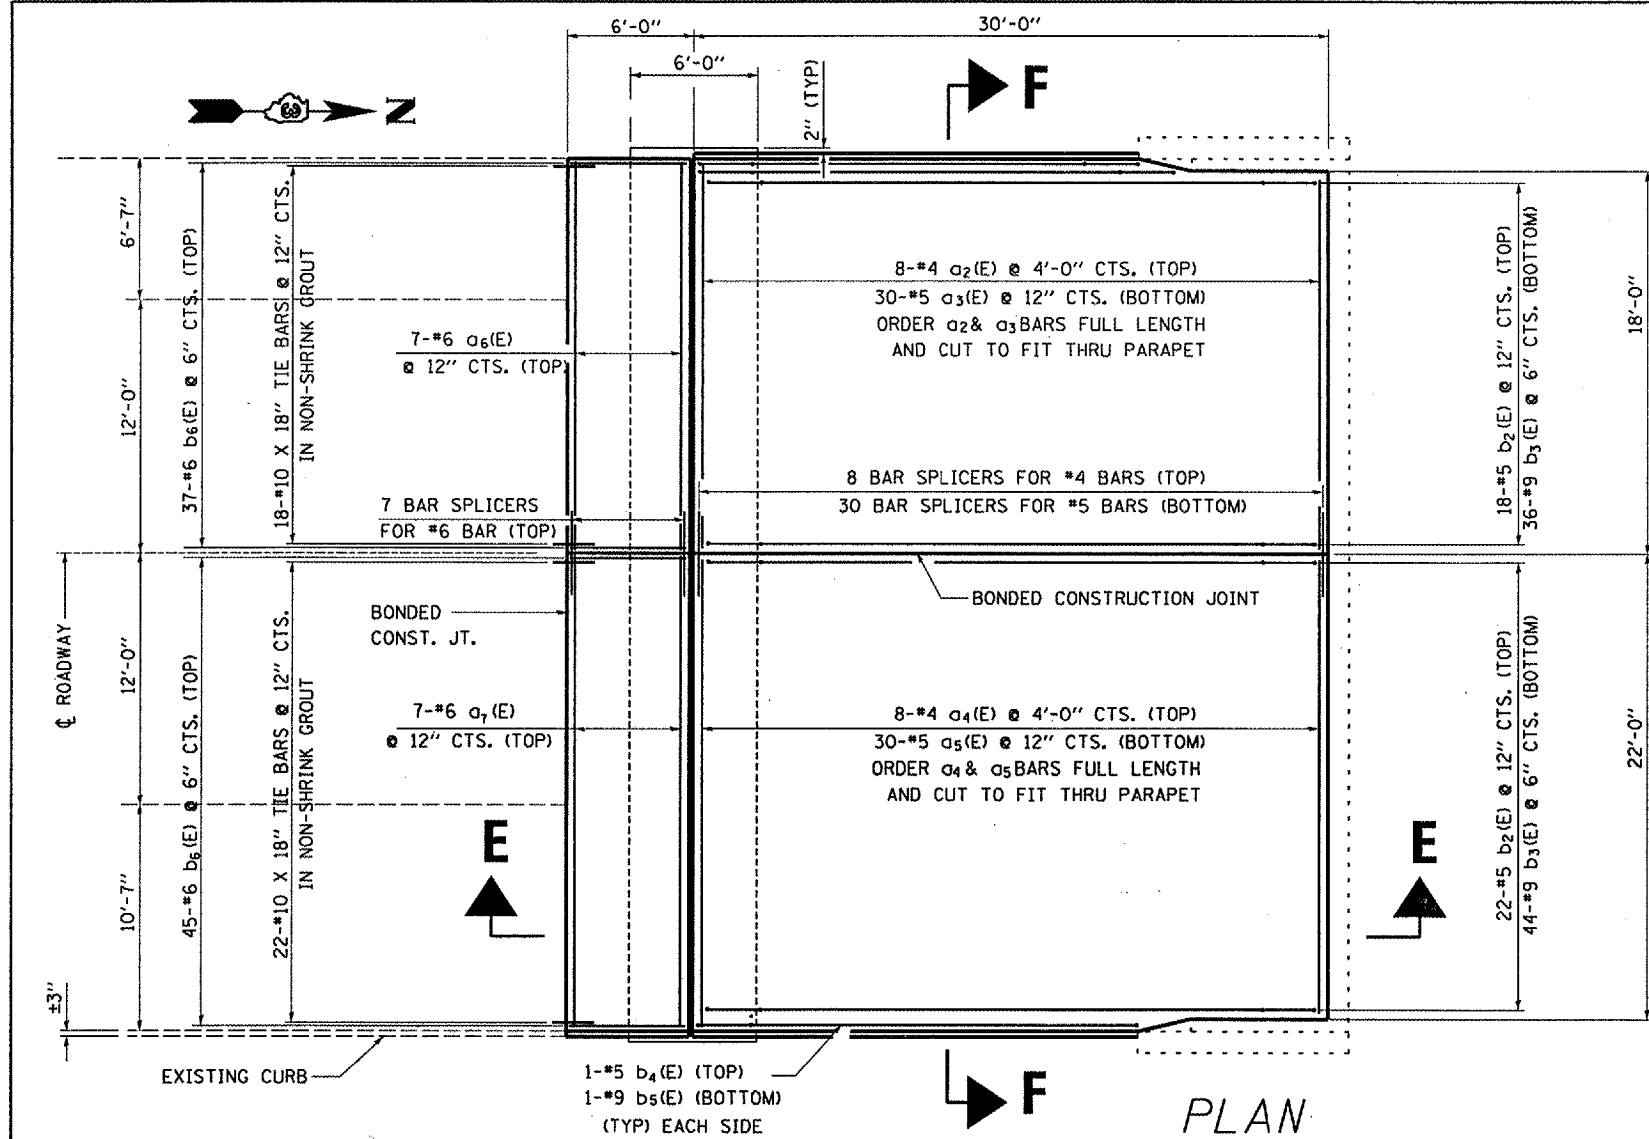 6'-0"
30'-0"
6'-0"
2" (TYP)
F
N
6'-7"
12'-0"
12'-0"
10'-7"
±3"
℄ ROADWAY
37-#6 b6(E) @ 6" CTS. (TOP)
18-#10 X 18" TIE BARS @ 12" CTS.
IN NON-SHRINK GROUT
7-#6 a6(E)
@ 12" CTS. (TOP)
7 BAR SPLICERS
FOR #6 BAR (TOP)
8-#4 a2(E) @ 4'-0" CTS. (TOP)
30-#5 a3(E) @ 12" CTS. (BOTTOM)
ORDER a2 & a3 BARS FULL LENGTH
AND CUT TO FIT THRU PARAPET
8 BAR SPLICERS FOR #4 BARS (TOP)
30 BAR SPLICERS FOR #5 BARS (BOTTOM)
18-#5 b2(E) @ 12" CTS. (TOP)
36-#9 b3(E) @ 6" CTS. (BOTTOM)
18'-0"
45-#6 b6(E) @ 6" CTS. (TOP)
22-#10 X 18" TIE BARS @ 12" CTS.
IN NON-SHRINK GROUT
BONDED
CONST. JT.
BONDED CONSTRUCTION JOINT
7-#6 a7(E)
@ 12" CTS. (TOP)
8-#4 a4(E) @ 4'-0" CTS. (TOP)
30-#5 a5(E) @ 12" CTS. (BOTTOM)
ORDER a4 & a5 BARS FULL LENGTH
AND CUT TO FIT THRU PARAPET
22-#5 b2(E) @ 12" CTS. (TOP)
44-#9 b3(E) @ 6" CTS. (BOTTOM)
22'-0"
E
E
EXISTING CURB
1-#5 b4(E) (TOP)
1-#9 b5(E) (BOTTOM)
(TYP) EACH SIDE
F
PLAN